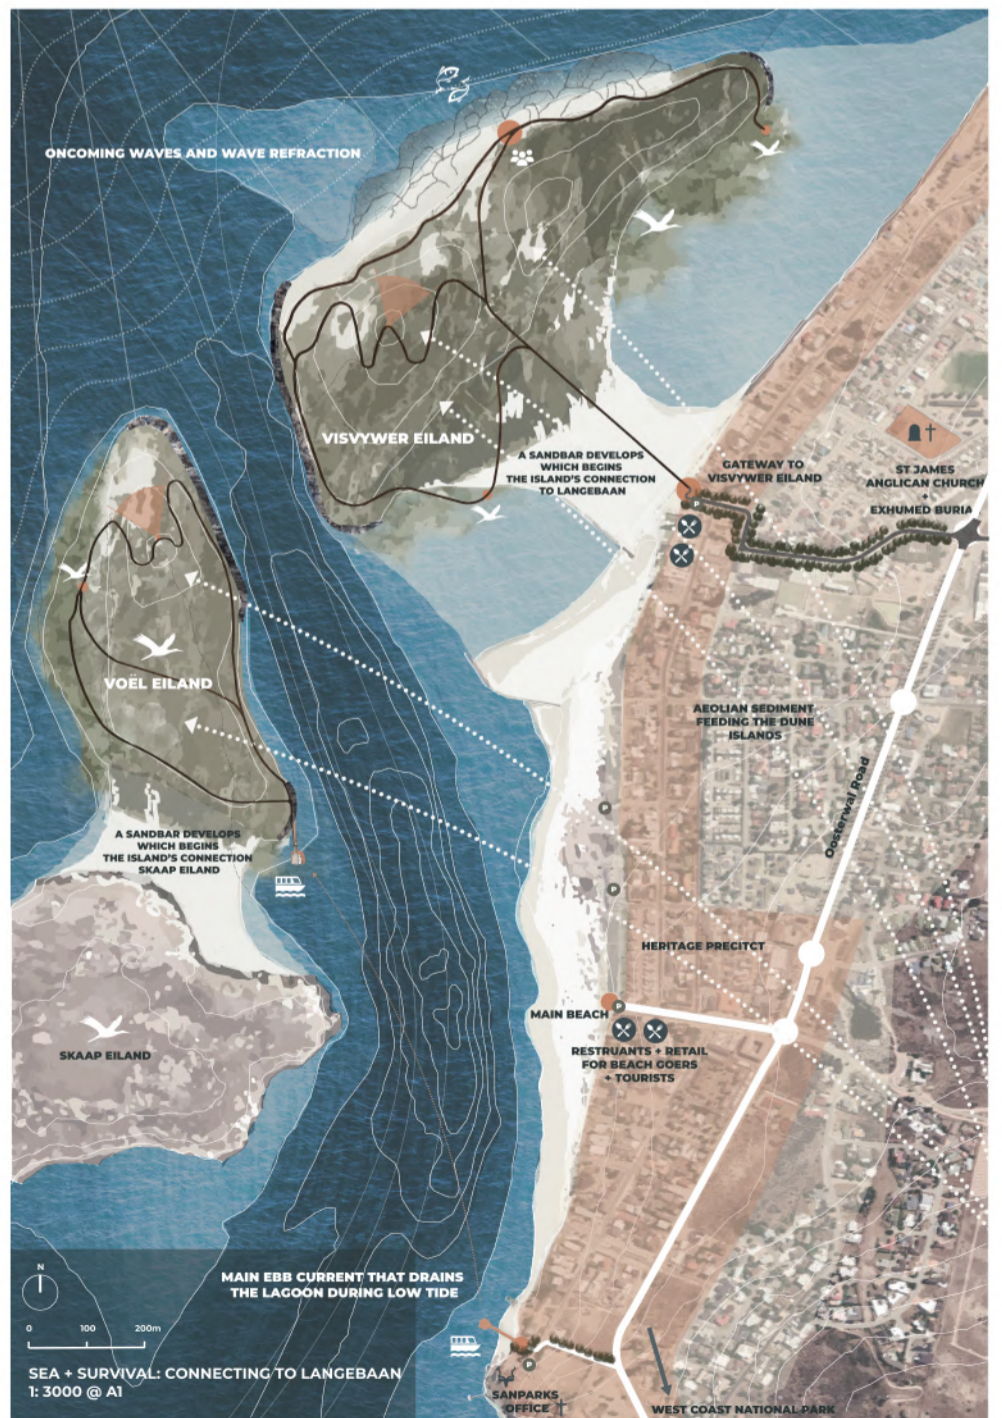 ONCOMING WAVES AND WAVE REFRACTION
VISVYWER EILAND
A SANDBAR DEVELOPS
WHICH BEGINS
THE ISLAND'S CONNECTION
TO LANGEBAAN
GATEWAY TO
VISVYWER EILAND
ST JAMES
ANGLICAN CHURCH
+
EXHUMED BURIA
P
VOËL EILAND
AEOLIAN SEDIMENT
FEEDING THE DUNE
ISLANDS
Oosterwal Road
P
A SANDBAR DEVELOPS
WHICH BEGINS
THE ISLAND'S CONNECTION
SKAAP EILAND
P
HERITAGE PRECITCT
MAIN BEACH
P
SKAAP EILAND
RESTRUANTS + RETAIL
FOR BEACH GOERS
+ TOURISTS
N
MAIN EBB CURRENT THAT DRAINS
THE LAGOON DURING LOW TIDE
0 100 200m
P
SEA + SURVIVAL: CONNECTING TO LANGEBAAN
1: 3000 @ A1
SANPARKS
OFFICE
WEST COAST NATIONAL PARK